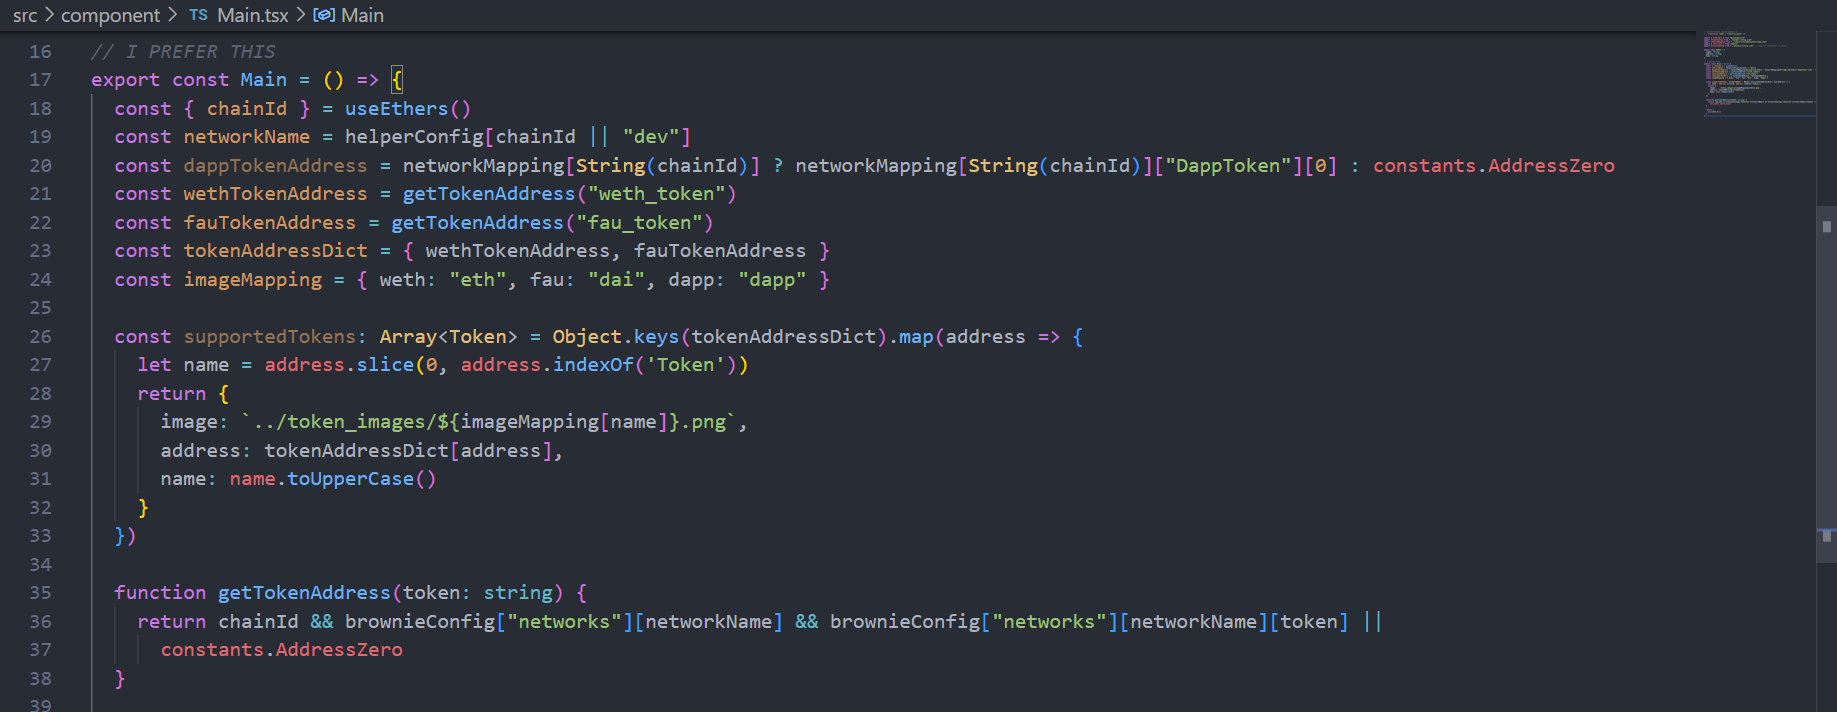 src > component > TS Main.tsx > Main
16 // I PREFER THIS
17 export const Main = () => {
18 const { chainId } = useEthers()
19 const networkName = helperConfig[chainId || "dev"]
20 const dappTokenAddress = networkMapping[String(chainId)] ? networkMapping[String(chainId)]["DappToken"][0] : constants.AddressZero
21 const wethTokenAddress = getTokenAddress("weth_token")
22 const fauTokenAddress = getTokenAddress("fau_token")
23 const tokenAddressDict = { wethTokenAddress, fauTokenAddress }
24 const imageMapping = { weth: "eth", fau: "dai", dapp: "dapp" }
25
26 const supportedTokens: Array<Token> = Object.keys(tokenAddressDict).map(address => {
27 let name = address.slice(0, address.indexOf('Token'))
28 return {
29 image: `../token_images/${imageMapping[name]}.png`,
30 address: tokenAddressDict[address],
31 name: name.toUpperCase()
32 }
33 })
34
35 function getTokenAddress(token: string) {
36 return chainId && brownieConfig["networks"][networkName] && brownieConfig["networks"][networkName][token] ||
37 constants.AddressZero
38 }
39